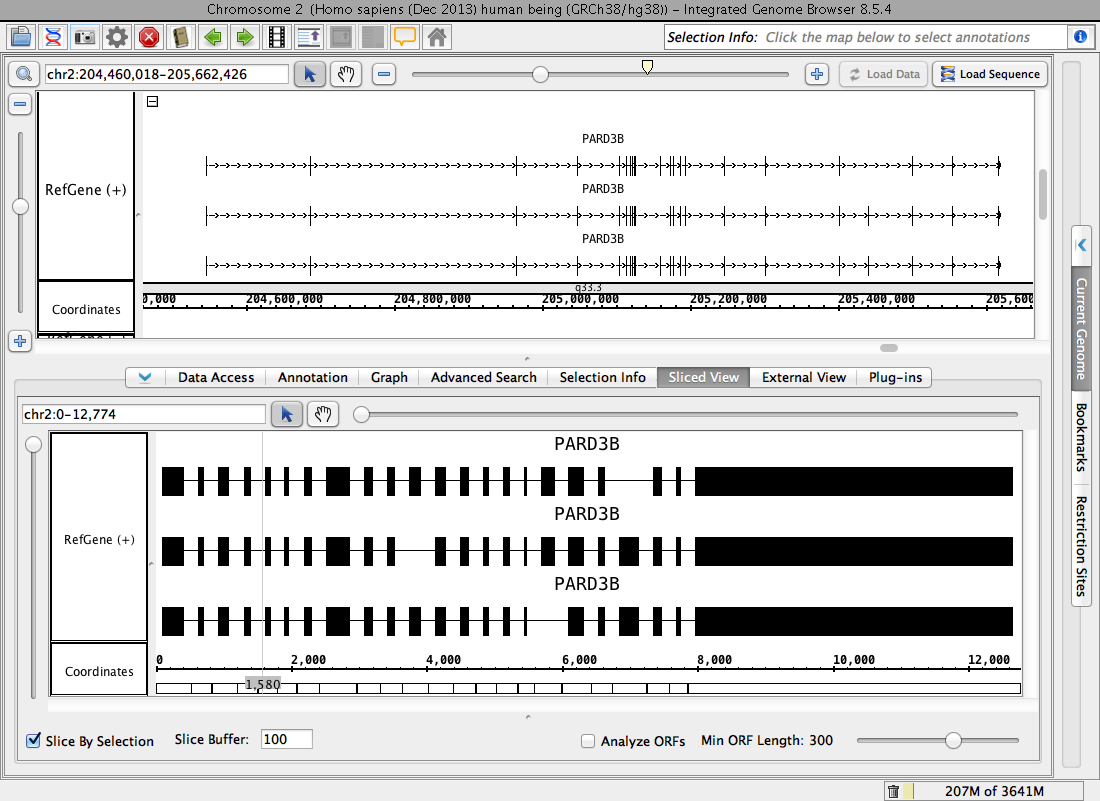 Chromosome 2 (Homo sapiens (Dec 2013) human being (GRCh38/hg38)) – Integrated Genome Browser 8.5.4
Selection Info: Click the map below to select annotations
chr2:204,460,018-205,662,426
Load Data
Load Sequence
PARD3B
PARD3B
PARD3B
RefGene (+)
q33.3
Coordinates
0,000 204,600,000 204,800,000 205,000,000 205,200,000 205,400,000 205,600
Data Access Annotation Graph Advanced Search Selection Info Sliced View External View Plug-ins
chr2:0-12,774
PARD3B
PARD3B
PARD3B
RefGene (+)
Coordinates
0 2,000 4,000 6,000 8,000 10,000 12,000
1,580
Slice By Selection Slice Buffer: 100 Analyze ORFs Min ORF Length: 300
Current Genome
Bookmarks
Restriction Sites
207M of 3641M